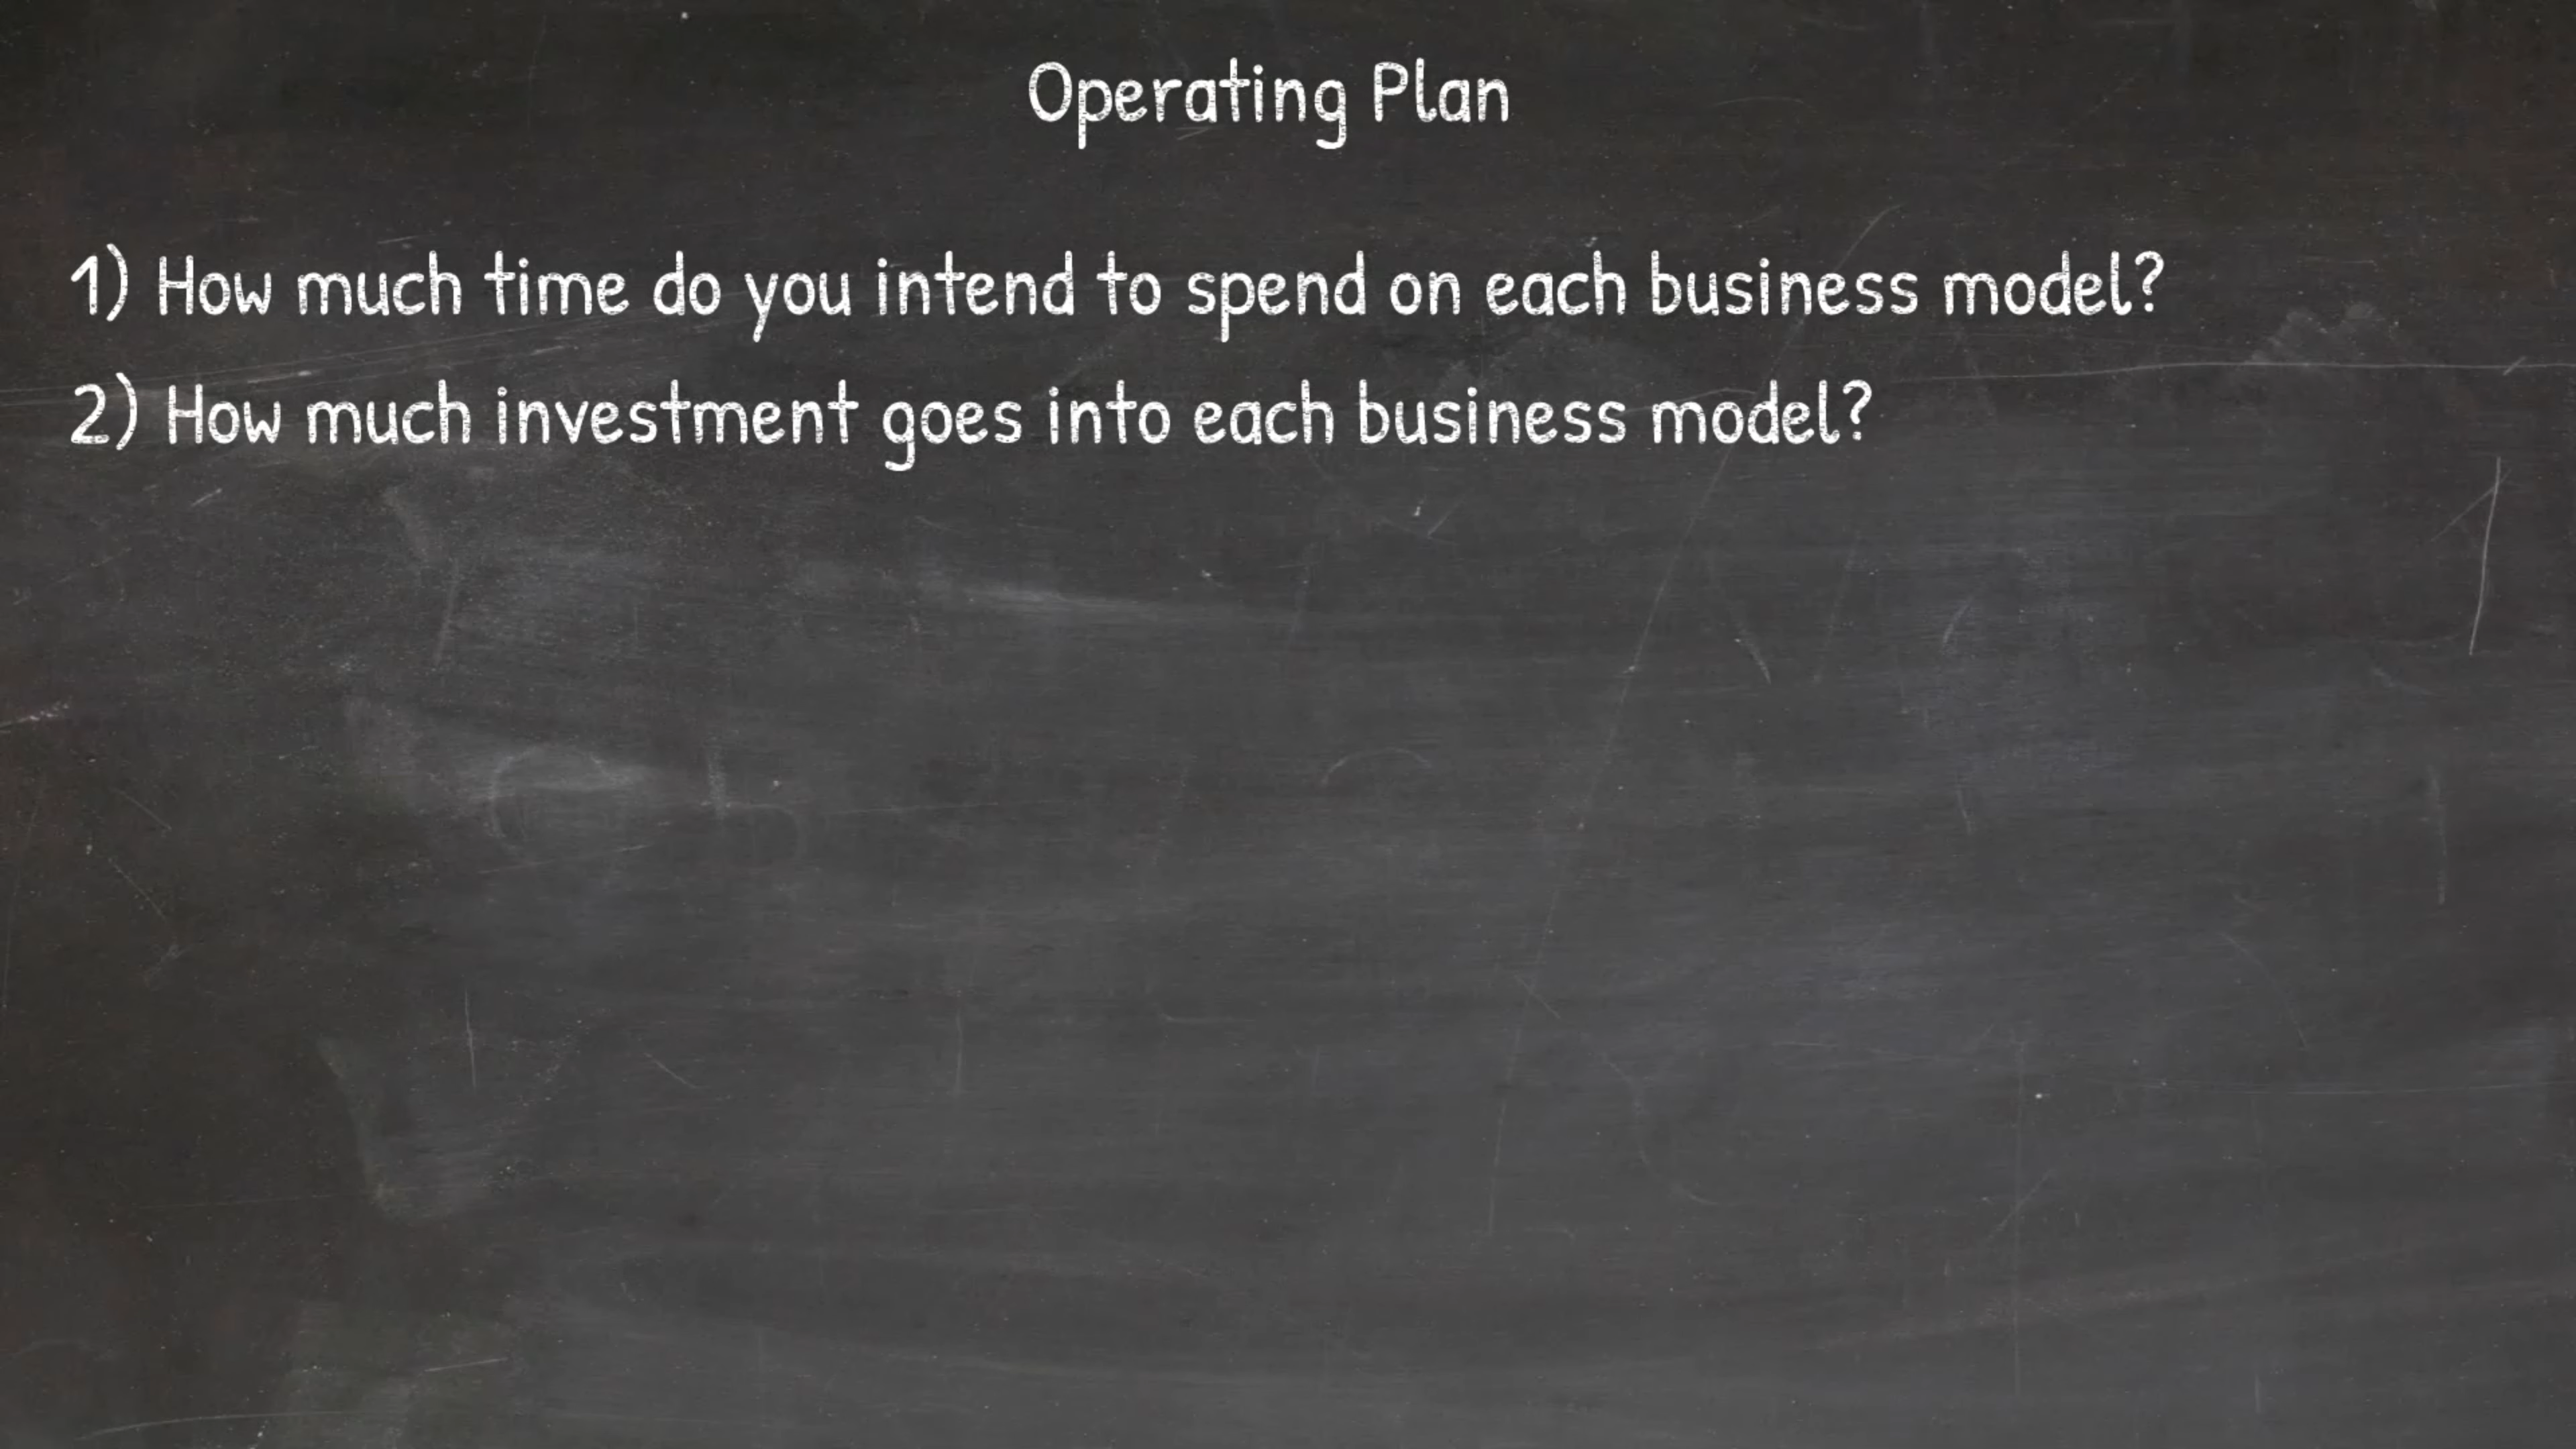 Operating Plan
1) How much time do you intend to spend on each business model?
2) How much investment goes into each business model?